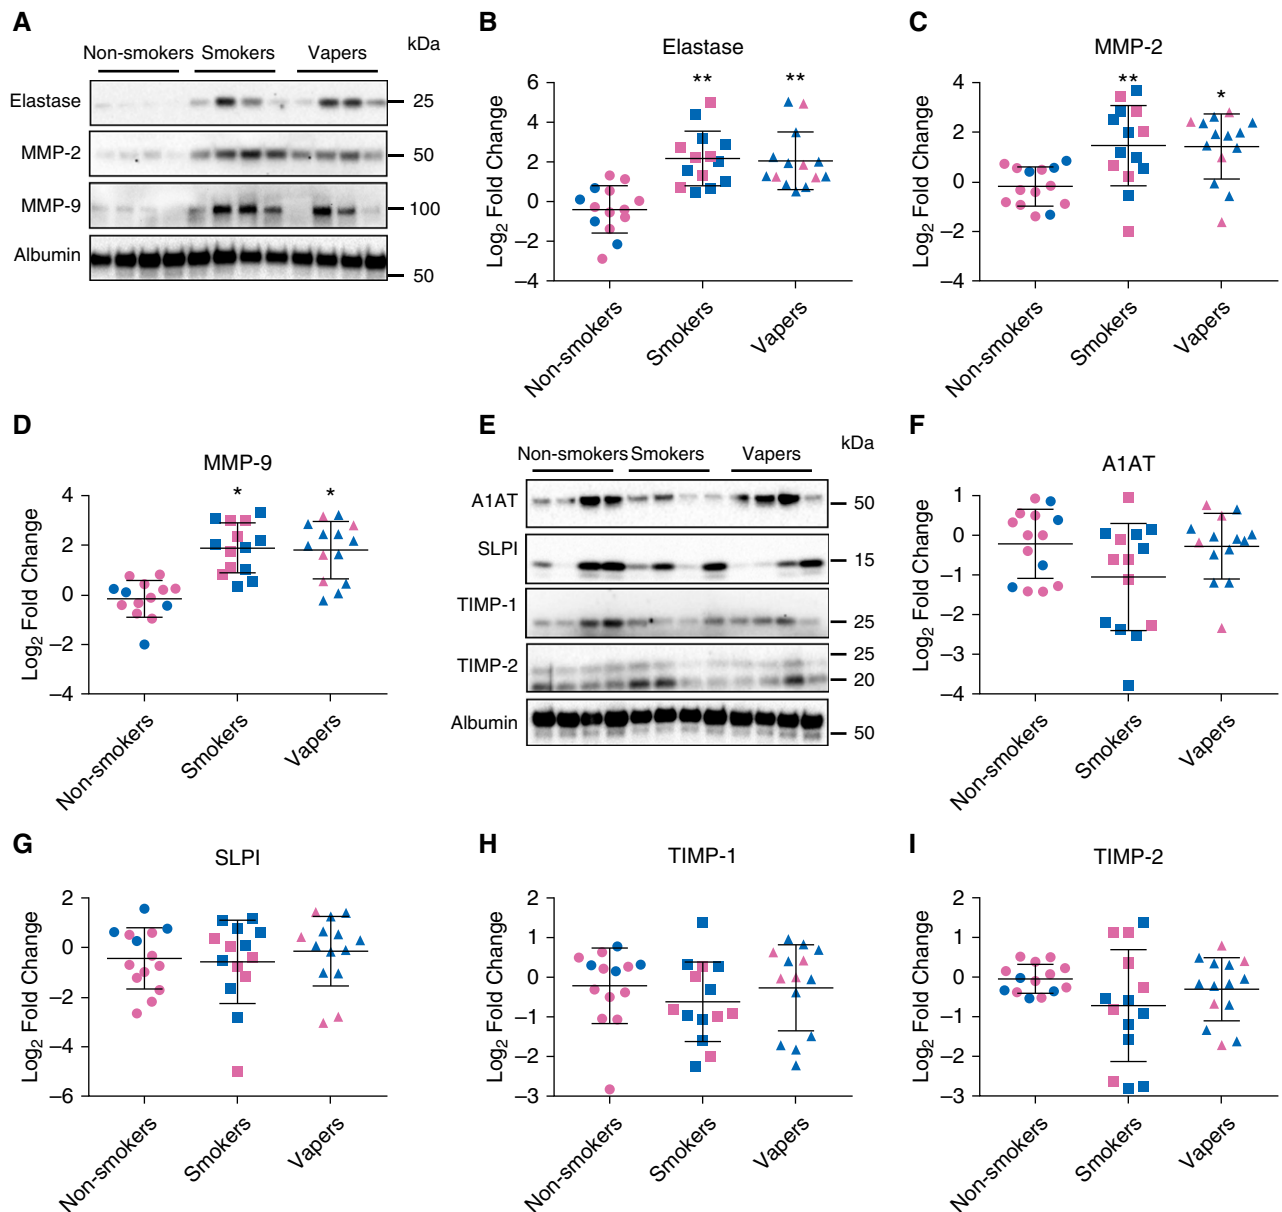 A
Non-smokers Smokers Vapers kDa
Elastase 25
MMP-2 50
MMP-9 100
Albumin
50
B
Elastase
** **
Log2 Fold Change
6
4
2
0
–2
–4
Non-smokers
Smokers
Vapers
C
MMP-2
** *
Log2 Fold Change
4
2
0
–2
–4
Non-smokers
Smokers
Vapers
D
MMP-9
* *
Log2 Fold Change
4
2
0
–2
–4
Non-smokers
Smokers
Vapers
E
kDa
Non-smokers Smokers Vapers
A1AT 50
SLPI 15
TIMP-1
25
TIMP-2 25
20
Albumin
50
F
A1AT
Log2 Fold Change
1
0
–1
–2
–3
–4
Non-smokers
Smokers
Vapers
G
SLPI
Log2 Fold Change
2
0
–2
–4
–6
Non-smokers
Smokers
Vapers
H
TIMP-1
Log2 Fold Change
2
1
0
–1
–2
–3
Non-smokers
Smokers
Vapers
I
TIMP-2
Log2 Fold Change
2
1
0
–1
–2
–3
Non-smokers
Smokers
Vapers